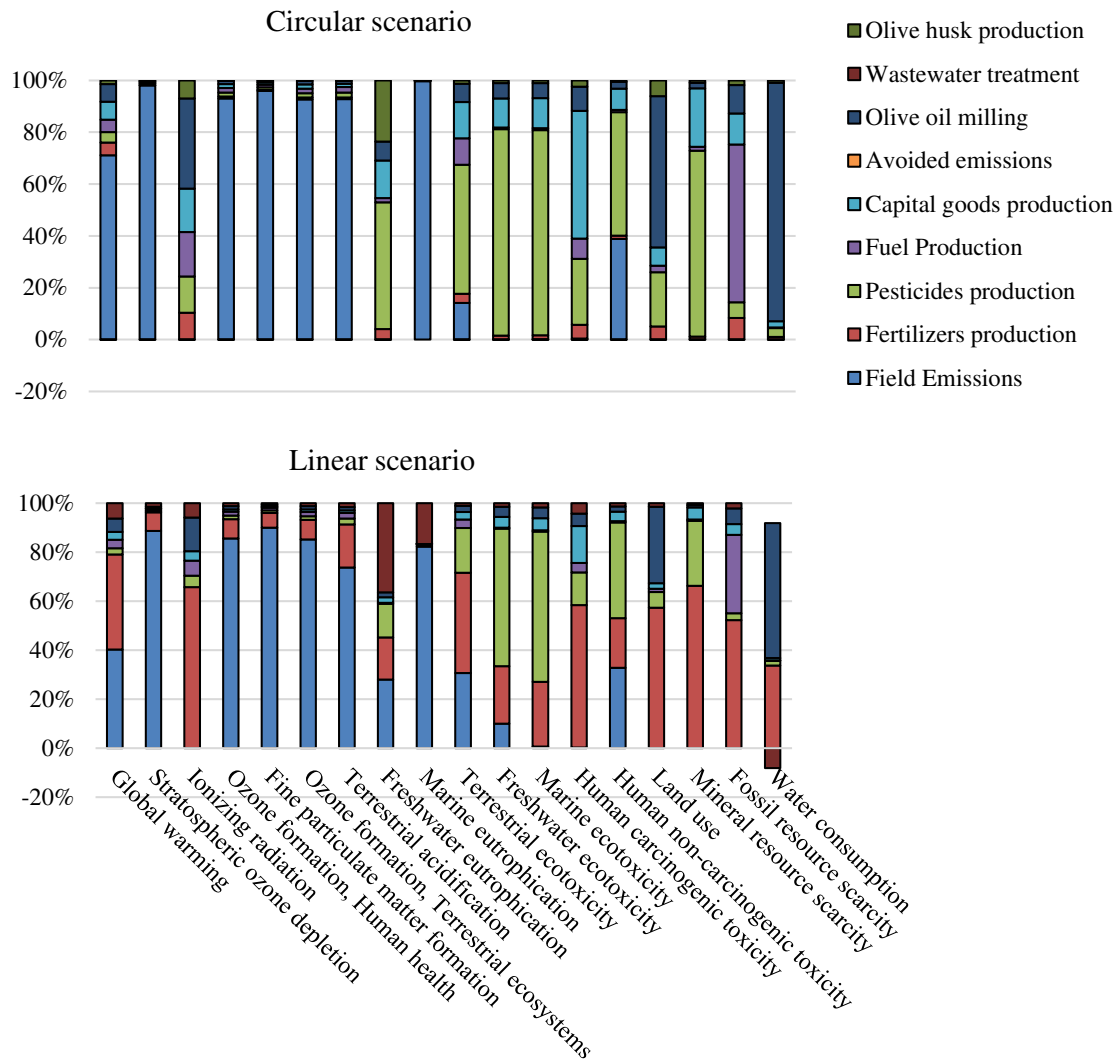 Circular scenario
100%
80%
60%
40%
20%
0%
-20%
Olive husk production
Wastewater treatment
Olive oil milling
Avoided emissions
Capital goods production
Fuel Production
Pesticides production
Fertilizers production
Field Emissions
Linear scenario
100%
80%
60%
40%
20%
0%
-20%
Global warming
Stratospheric ozone depletion
Ionizing radiation
Ozone formation, Human health
Fine particulate matter formation
Ozone formation, Terrestrial ecosystems
Terrestrial acidification
Freshwater eutrophication
Marine eutrophication
Terrestrial ecotoxicity
Freshwater ecotoxicity
Marine ecotoxicity
Human carcinogenic toxicity
Human non-carcinogenic toxicity
Land use
Mineral resource scarcity
Fossil resource scarcity
Water consumption